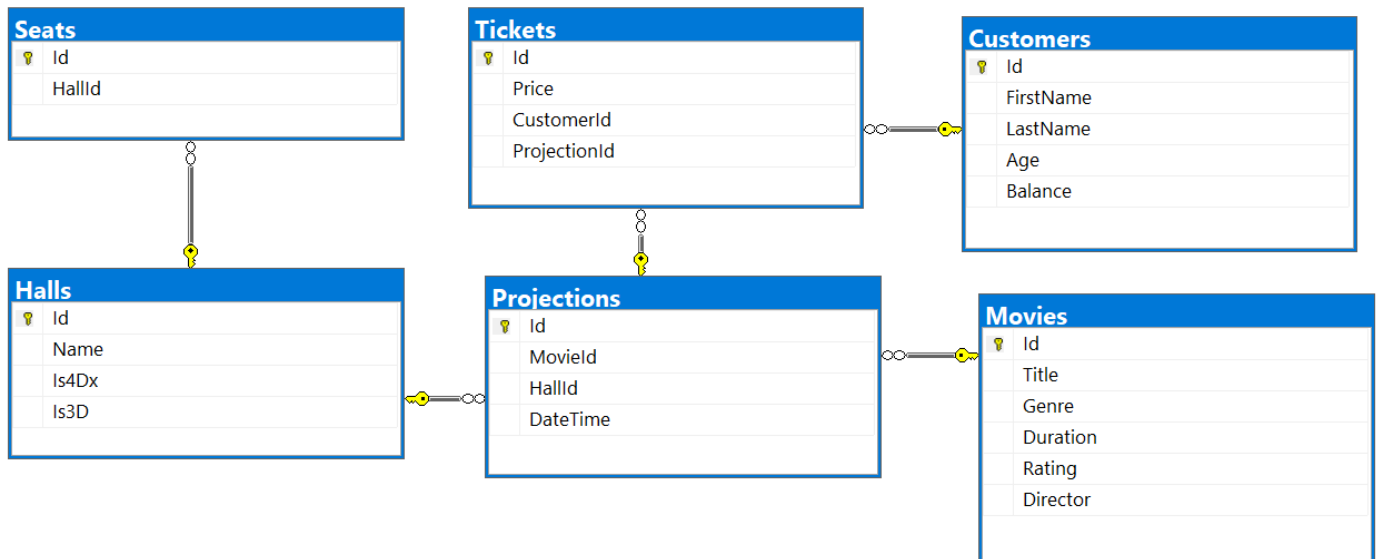 Seats
Id
HallId
Tickets
Id
Price
CustomerId
ProjectionId
Customers
Id
FirstName
LastName
Age
Balance
Halls
Id
Name
Is4Dx
Is3D
Projections
Id
MovieId
HallId
DateTime
Movies
Id
Title
Genre
Duration
Rating
Director